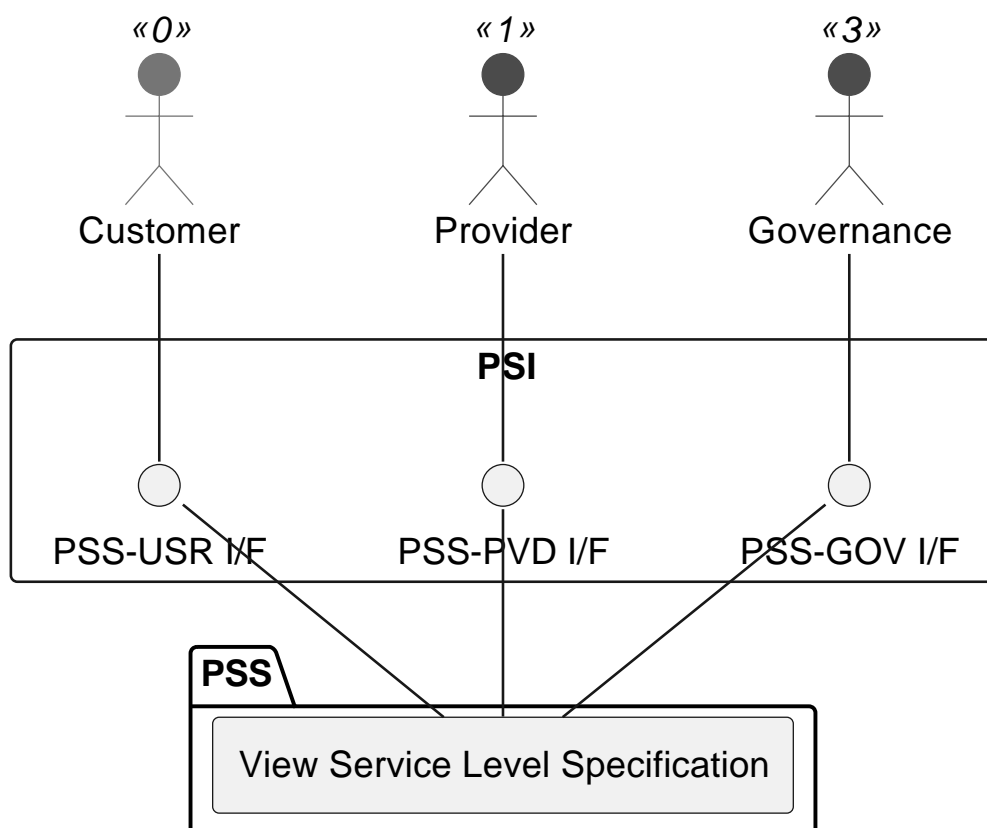 «0» «1» «3»
Customer Provider Governance
PSI
PSS-USR I/F PSS-PVD I/F PSS-GOV I/F
PSS
View Service Level Specification